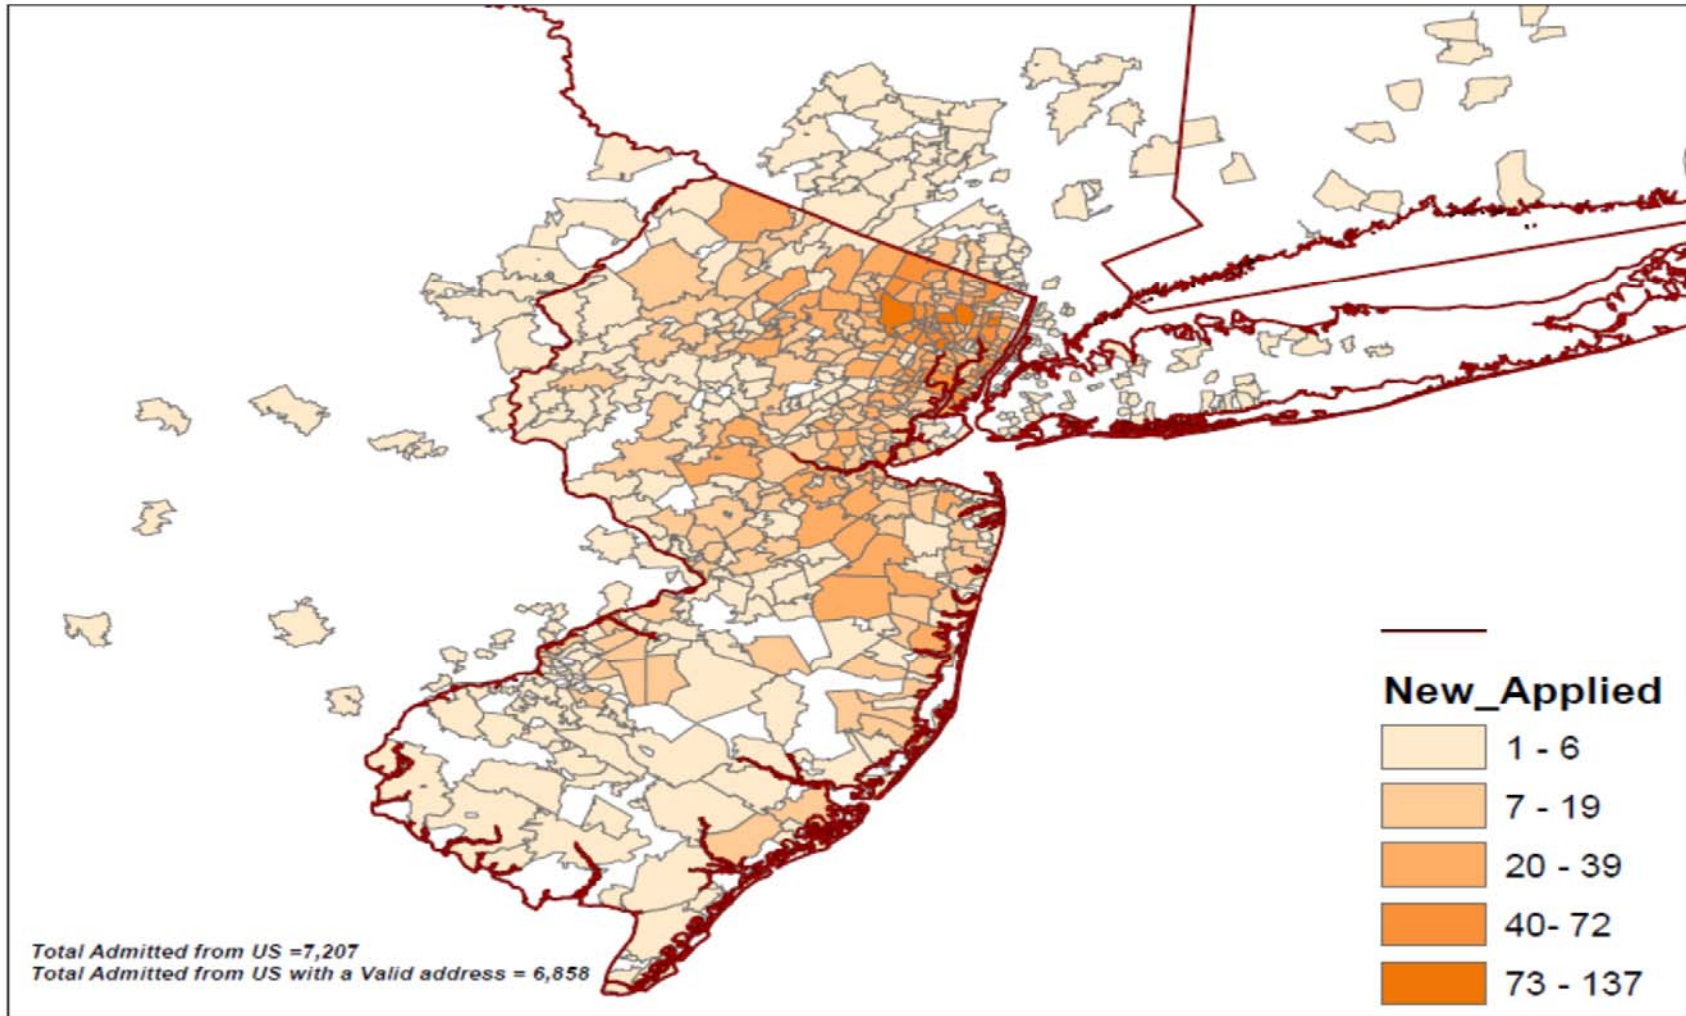 New_Applied
1 - 6
7 - 19
20 - 39
40- 72
73 - 137
Total Admitted from US =7,207
Total Admitted from US with a Valid address = 6,858